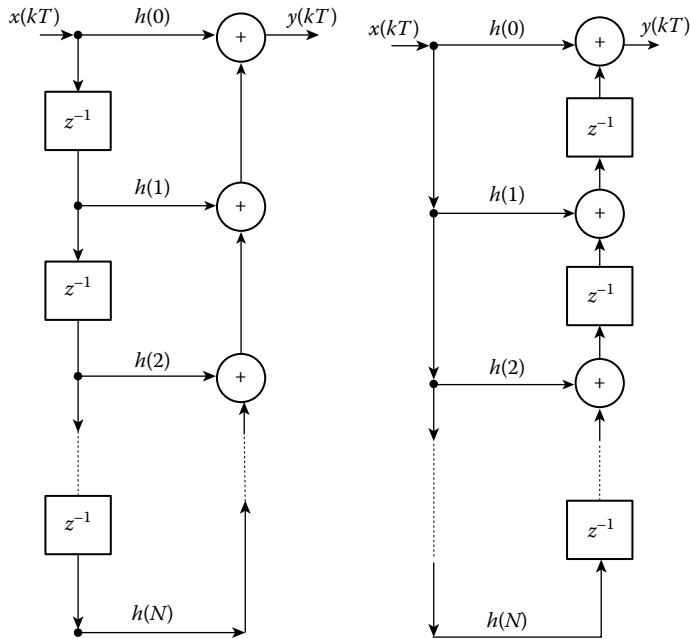 x(kT) h(0) + y(kT)
z⁻¹
h(1) +
z⁻¹
h(2) +
z⁻¹
h(N)
x(kT) h(0) + y(kT)
z⁻¹
h(1) +
z⁻¹
h(2) +
z⁻¹
h(N)